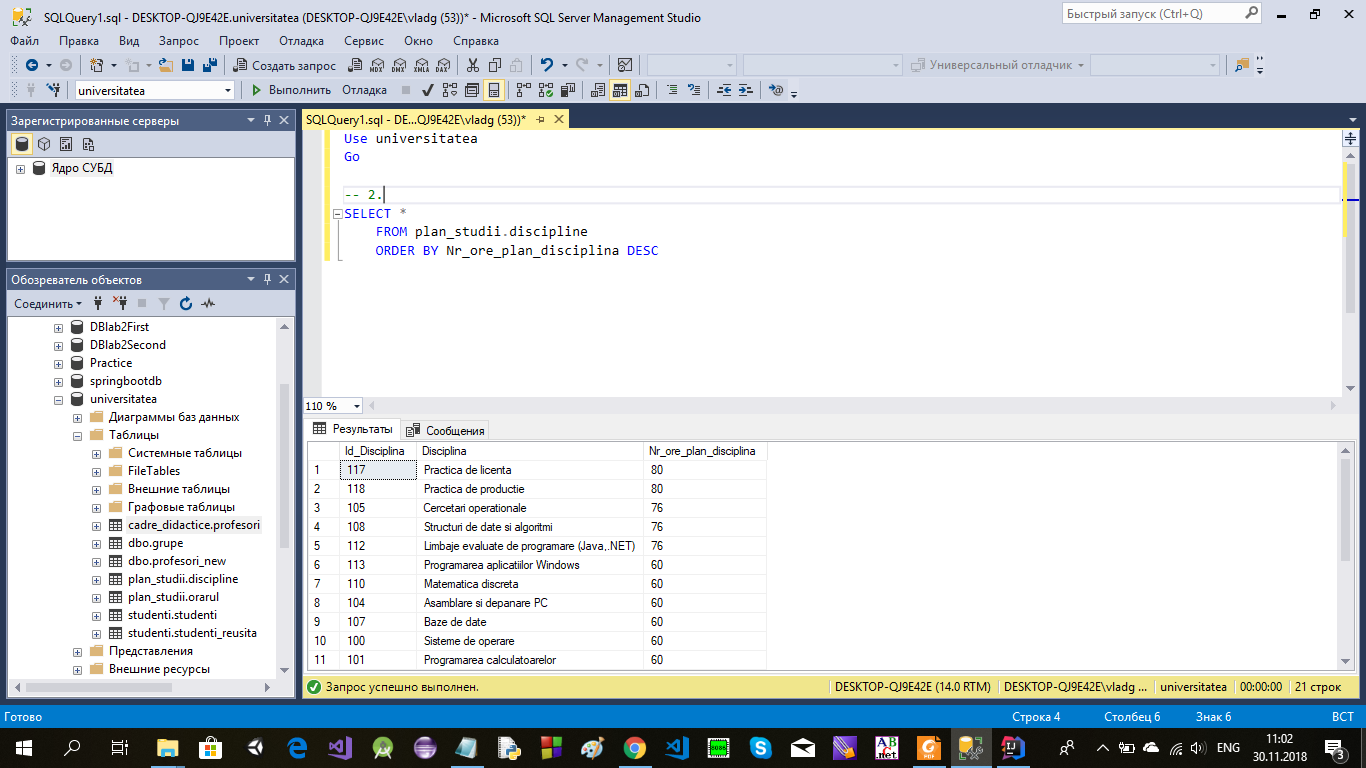 SQLQuery1.sql - DESKTOP-QJ9E42E.universitatea (DESKTOP-QJ9E42E\vladg (53))* - Microsoft SQL Server Management Studio
Быстрый запуск (Ctrl+Q)
Файл Правка Вид Запрос Проект Отладка Сервис Окно Справка
Создать запрос
MDX DMX XMLA DAX
Универсальный отладчик
universitatea
Выполнить Отладка
Зарегистрированные серверы
Ядро СУБД
Обозреватель объектов
Соединить
DBlab2First
DBlab2Second
Practice
springbootdb
universitatea
Диаграммы баз данных
Таблицы
Системные таблицы
FileTables
Внешние таблицы
Графовые таблицы
cadre_didactice.profesori
dbo.grupe
dbo.profesori_new
plan_studii.discipline
plan_studii.orarul
studenti.studenti
studenti.studenti_reusita
Представления
Внешние ресурсы
SQLQuery1.sql - DE...QJ9E42E\vladg (53))*
Use universitatea
Go
-- 2.
SELECT *
FROM plan_studii.discipline
ORDER BY Nr_ore_plan_disciplina DESC
110 %
Результаты Сообщения
Id_Disciplina Disciplina Nr_ore_plan_disciplina
1 117 Practica de licenta 80
2 118 Practica de productie 80
3 105 Cercetari operationale 76
4 108 Structuri de date si algoritmi 76
5 112 Limbaje evaluate de programare (Java,.NET) 76
6 113 Programarea aplicatiilor Windows 60
7 110 Matematica discreta 60
8 104 Asamblare si depanare PC 60
9 107 Baze de date 60
10 100 Sisteme de operare 60
11 101 Programarea calculatoarelor 60
Запрос успешно выполнен.
DESKTOP-QJ9E42E (14.0 RTM) DESKTOP-QJ9E42E\vladg ... universitatea 00:00:00 21 строк
Готово
Строка 4 Столбец 6 Знак 6 ВСТ
ENG
11:02
30.11.2018
3